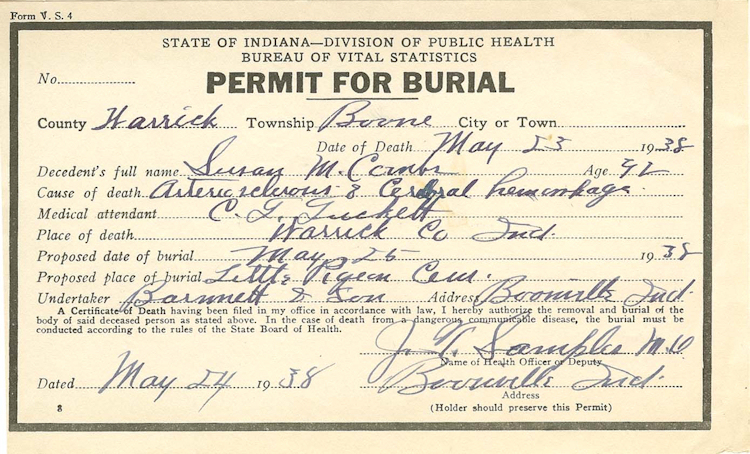 Form V. S. 4
STATE OF INDIANA—DIVISION OF PUBLIC HEALTH
BUREAU OF VITAL STATISTICS
No. PERMIT FOR BURIAL
County Warrick Township Boone City or Town
Date of Death May 23 1938
Decedent's full name Susan M. Age 92
Cause of death Arteriosclerous & Cerebral hemorrhage
Medical attendant C. T. Tuckett
Place of death Warrick Co Ind.
Proposed date of burial May 25 1938
Proposed place of burial Little Pigeon Cem.
Undertaker & Son Address Boonville Ind
A Certificate of Death having been filed in my office in accordance with law, I hereby authorize the removal and burial of the
body of said deceased person as stated above. In the case of death from a dangerous communicable disease, the burial must be
conducted according to the rules of the State Board of Health.
J. T. Samples M D
Name of Health Officer or Deputy
Dated May 24 1938 Boonville Ind.
Address
8 (Holder should preserve this Permit)